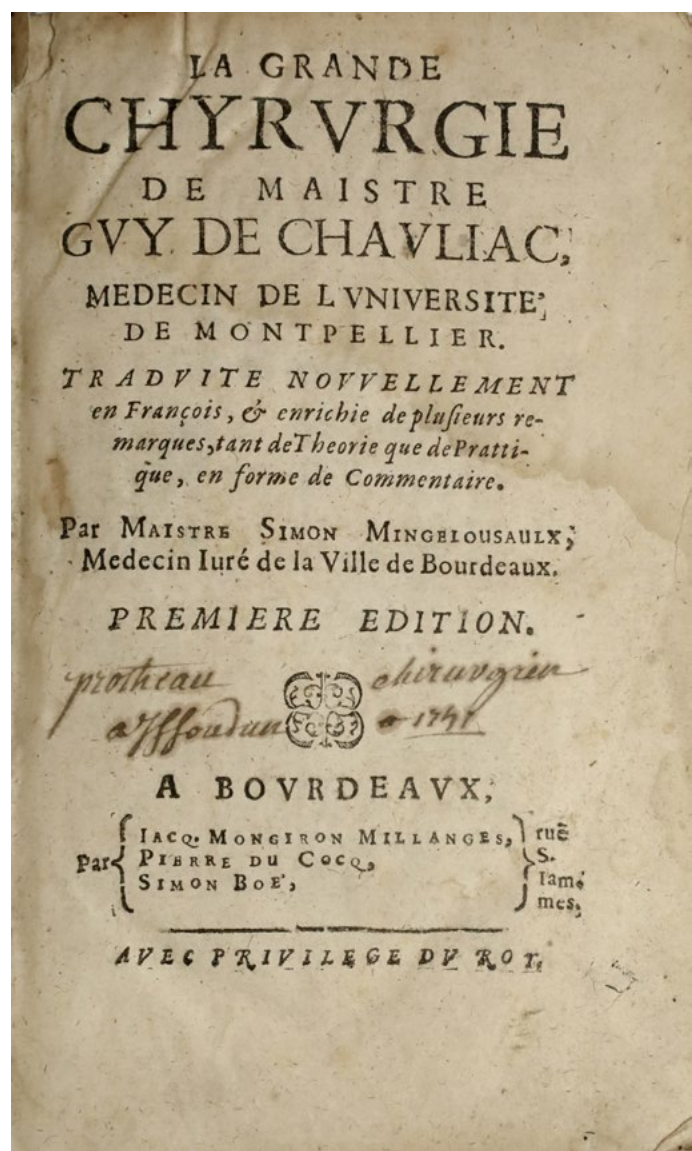 LA GRANDE
CHYRVRGIE
DE MAISTRE
GVY DE CHAVLIAC,
MEDECIN DE L'VNIVERSITE,
DE MONTPELLIER.
TRADVITE NOVVELLEMENT
en François, & enrichie de plusieurs re-
marques, tant de Theorie que de Pratti-
que, en forme de Commentaire.
Par MAISTRE SIMON MINGELOUSAULX,
Medecin Iuré de la Ville de Bourdeaux.
PREMIERE EDITION.
protheau chirurgien
a Yssoudun a 1741
A BOVRDEAVX,
Par
IACQ. MONGIRON MILLANGES,
PIERRE DU COCQ,
SIMON BOE',
ruë
S.
Iam-
mes,
AVEC PRIVILEGE DV ROY.